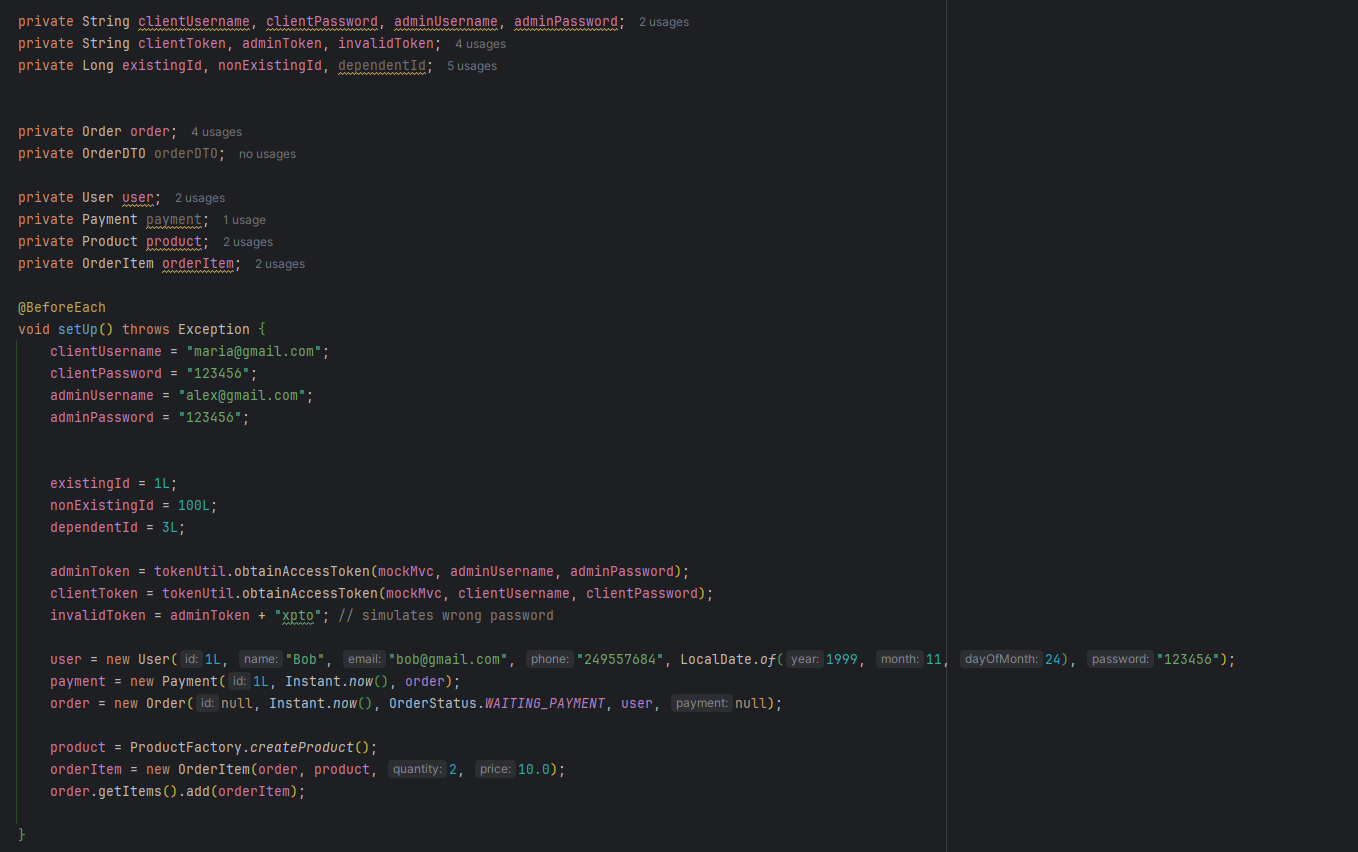 private String clientUsername, clientPassword, adminUsername, adminPassword; 2 usages
private String clientToken, adminToken, invalidToken; 4 usages
private Long existingId, nonExistingId, dependentId; 5 usages
private Order order; 4 usages
private OrderDTO orderDTO; no usages
private User user; 2 usages
private Payment payment; 1 usage
private Product product; 2 usages
private OrderItem orderItem; 2 usages
@BeforeEach
void setUp() throws Exception {
clientUsername = "maria@gmail.com";
clientPassword = "123456";
adminUsername = "alex@gmail.com";
adminPassword = "123456";
existingId = 1L;
nonExistingId = 100L;
dependentId = 3L;
adminToken = tokenUtil.obtainAccessToken(mockMvc, adminUsername, adminPassword);
clientToken = tokenUtil.obtainAccessToken(mockMvc, clientUsername, clientPassword);
invalidToken = adminToken + "xpto"; // simulates wrong password
user = new User( id: 1L, name: "Bob", email: "bob@gmail.com", phone: "249557684", LocalDate.of( year: 1999, month: 11, dayOfMonth: 24), password: "123456");
payment = new Payment( id: 1L, Instant.now(), order);
order = new Order( id: null, Instant.now(), OrderStatus.WAITING_PAYMENT, user, payment: null);
product = ProductFactory.createProduct();
orderItem = new OrderItem(order, product, quantity: 2, price: 10.0);
order.getItems().add(orderItem);
}